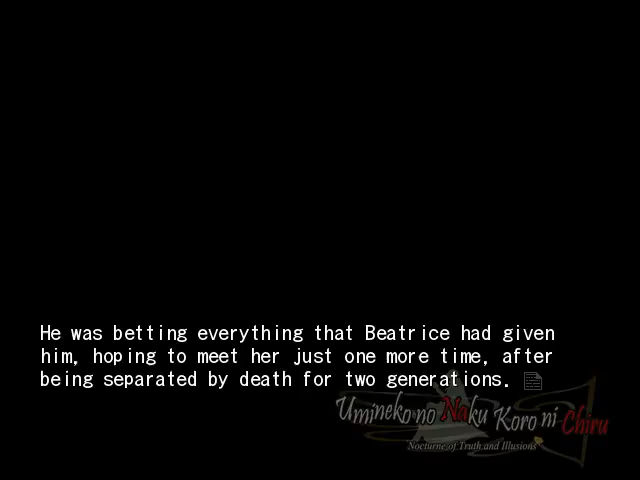 He was betting everything that Beatrice had given
him, hoping to meet her just one more time, after
being separated by death for two generations.
Umineko no Naku Koro ni Chiru
Nocturne of Truth and Illusions